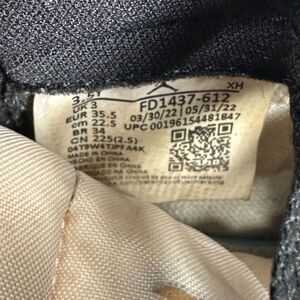 3.5Y
XH
UK 3
FD1437-612
EUR 35.5
03/30/22 05/31/22
cm 22.5
UPC 00196154481847
BR 34
CN 225(2.5)
MADE IN CHINA
HECHO EN CHINA
FABRIQUÉ EN CHINE